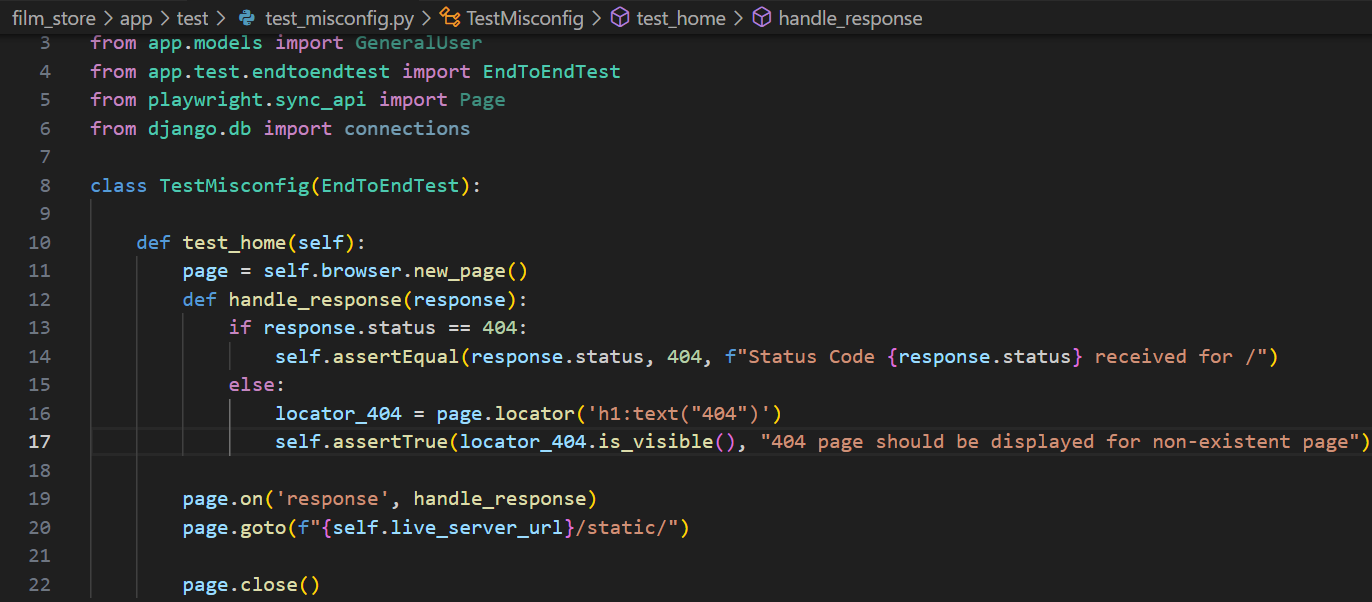 film_store > app > test > test_misconfig.py > TestMisconfig > test_home > handle_response
3 from app.models import GeneralUser
4 from app.test.endtoendtest import EndToEndTest
5 from playwright.sync_api import Page
6 from django.db import connections
7
8 class TestMisconfig(EndToEndTest):
9
10     def test_home(self):
11         page = self.browser.new_page()
12         def handle_response(response):
13             if response.status == 404:
14                 self.assertEqual(response.status, 404, f"Status Code {response.status} received for /")
15             else:
16                 locator_404 = page.locator('h1:text("404")')
17                 self.assertTrue(locator_404.is_visible(), "404 page should be displayed for non-existent page")
18
19         page.on('response', handle_response)
20         page.goto(f"{self.live_server_url}/static/")
21
22         page.close()